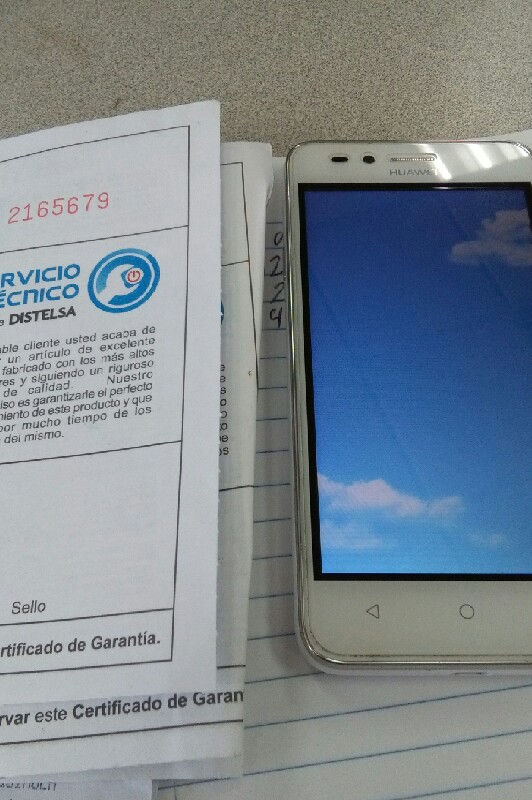 2165679
RVICIO
ÉCNICO
DISTELSA
able cliente usted acaba de
un artículo de excelente
fabricado con los más altos
res y siguiendo un riguroso
de calidad. Nuestro
iso es garantizarle el perfecto
miento de este producto y que
por mucho tiempo de los
del mismo.
Sello
rtificado de Garantía.
rvar este Certificado de Garan
HUAWEI
0
2
2
4